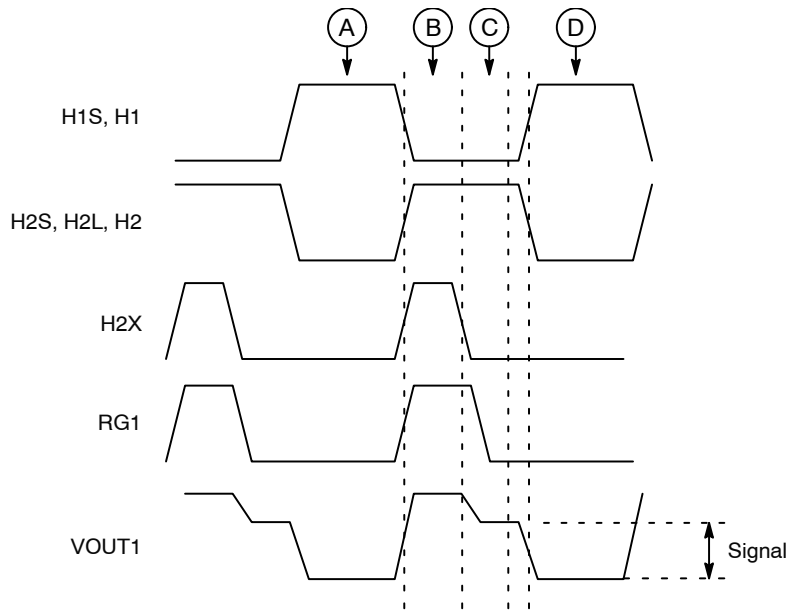 A B C D
H1S, H1
H2S, H2L, H2
H2X
RG1
VOUT1
Signal